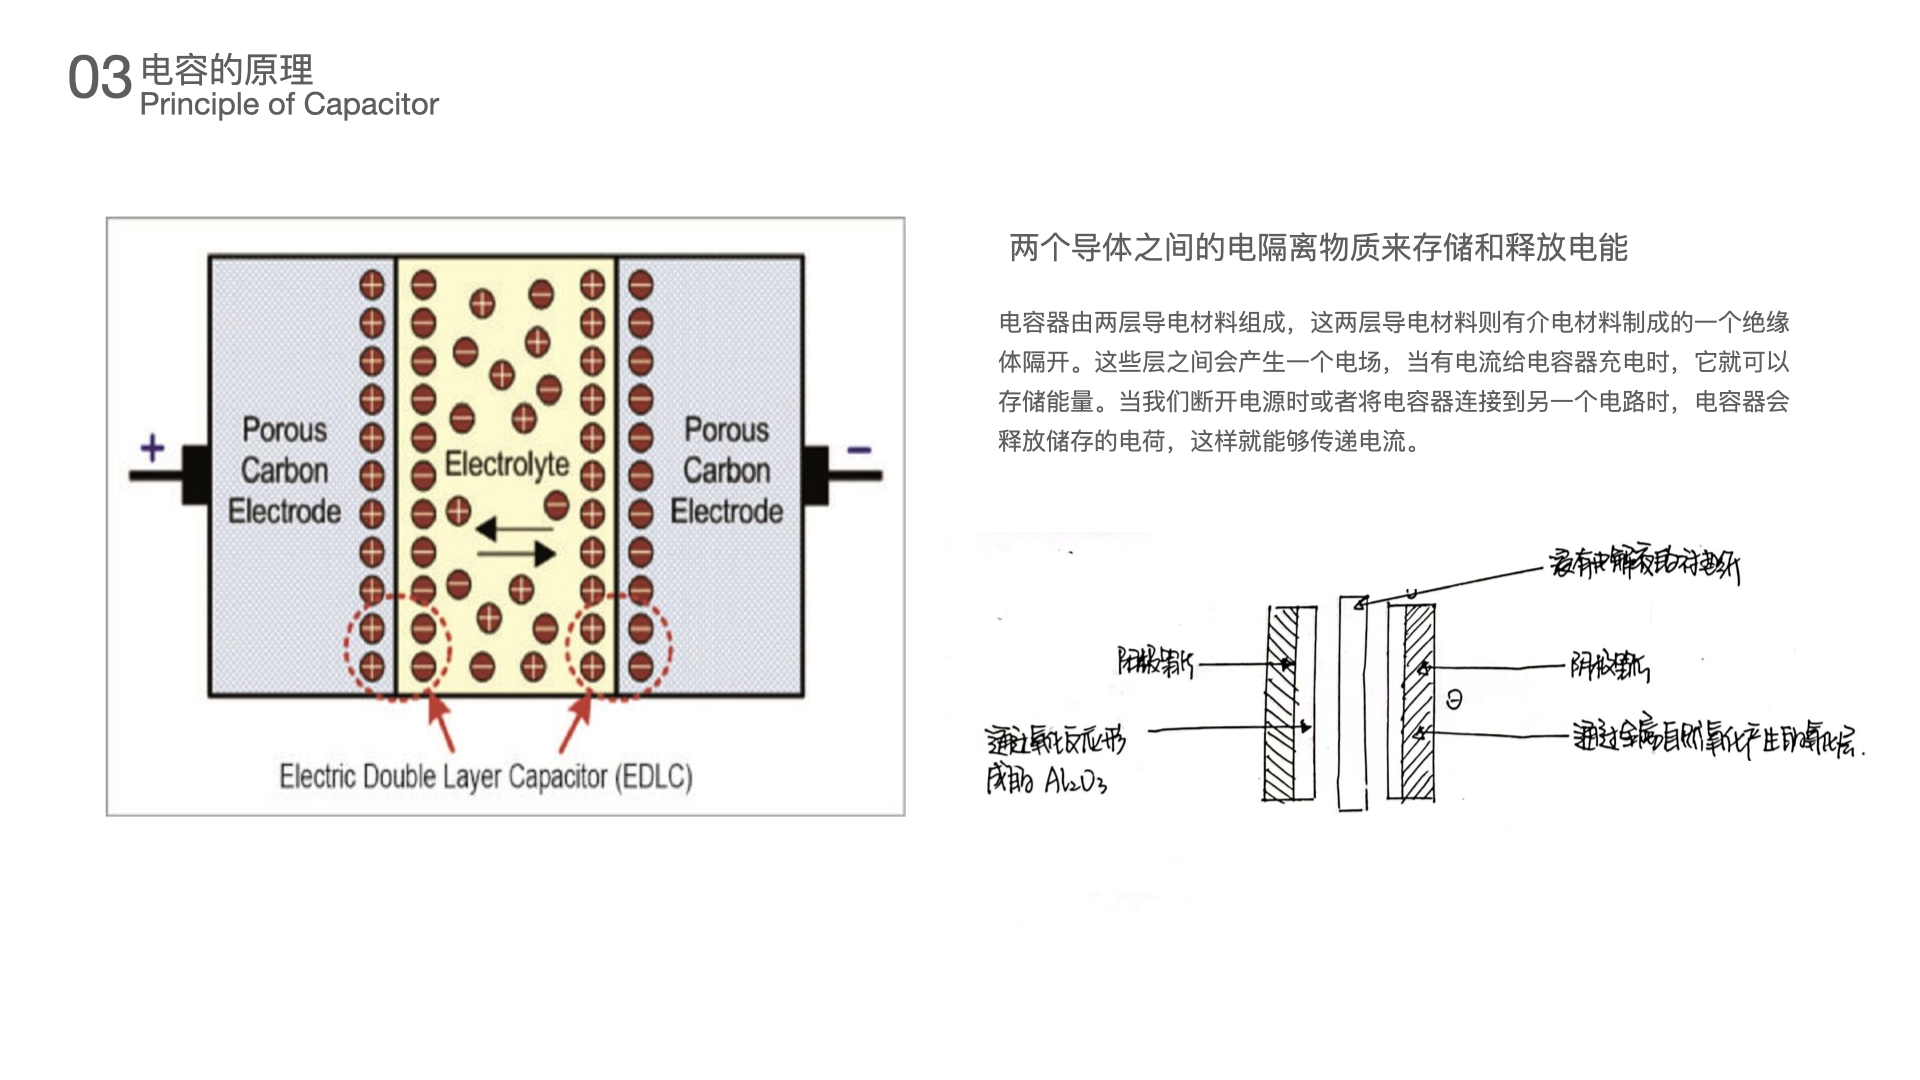 03
电容的原理
Principle of Capacitor
Porous
Carbon
Electrode
+
Electrolyte
Porous
Carbon
Electrode
−
Electric Double Layer Capacitor (EDLC)
两个导体之间的电隔离物质来存储和释放电能
电容器由两层导电材料组成，这两层导电材料则有介电材料制成的一个绝缘
体隔开。这些层之间会产生一个电场，当有电流给电容器充电时，它就可以
存储能量。当我们断开电源时或者将电容器连接到另一个电路时，电容器会
释放储存的电荷，这样就能够传递电流。
有电解液的衬垫纸
阳极箔片
阴极箔片
通过氧化反应形
成的 Al₂O₃
通过金属自然氧化产生的氧化层.